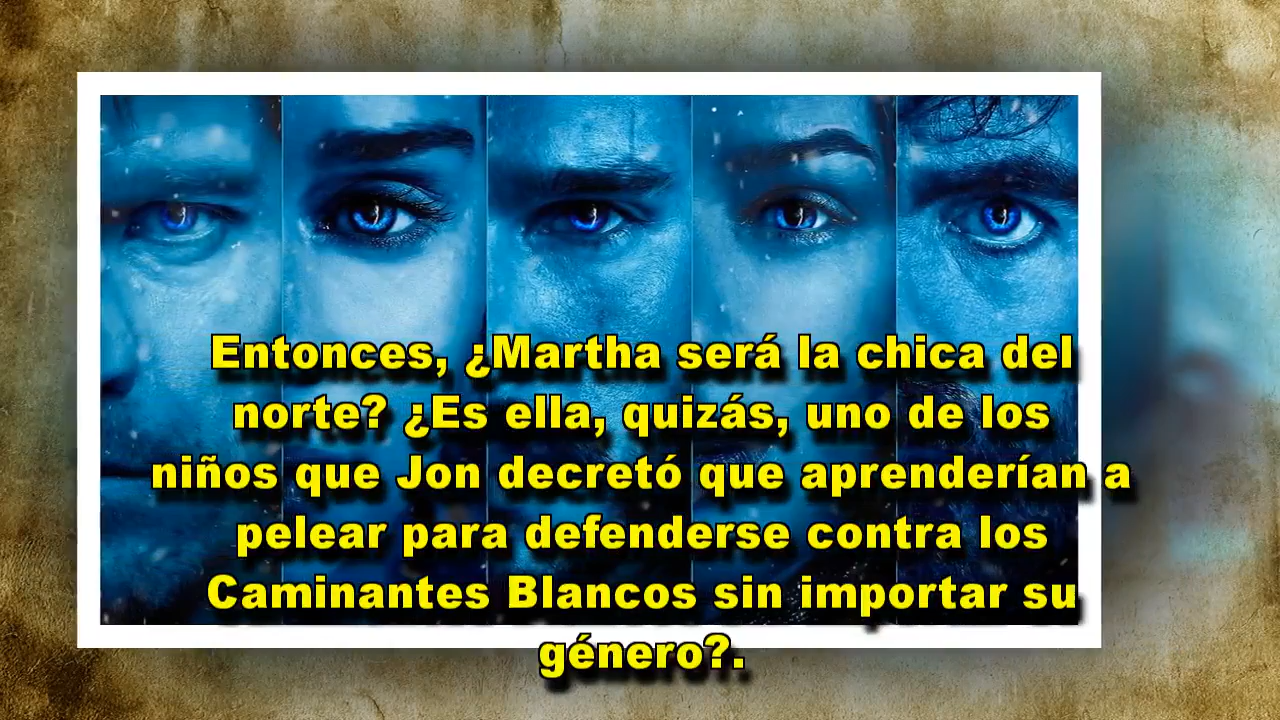 Entonces, ¿Martha será la chica del
norte? ¿Es ella, quizás, uno de los
niños que Jon decretó que aprenderían a
pelear para defenderse contra los
Caminantes Blancos sin importar su
género?.